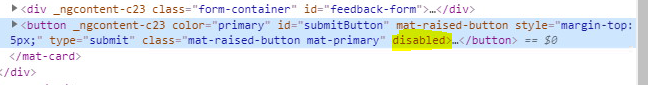 ▶ <div _ngcontent-c23 class="form-container" id="feedback-form">…</div>
▶ <button _ngcontent-c23 color="primary" id="submitButton" mat-raised-button style="margin-top:
5px;" type="submit" class="mat-raised-button mat-primary" disabled>…</button> == $0
</mat-card>
</div>